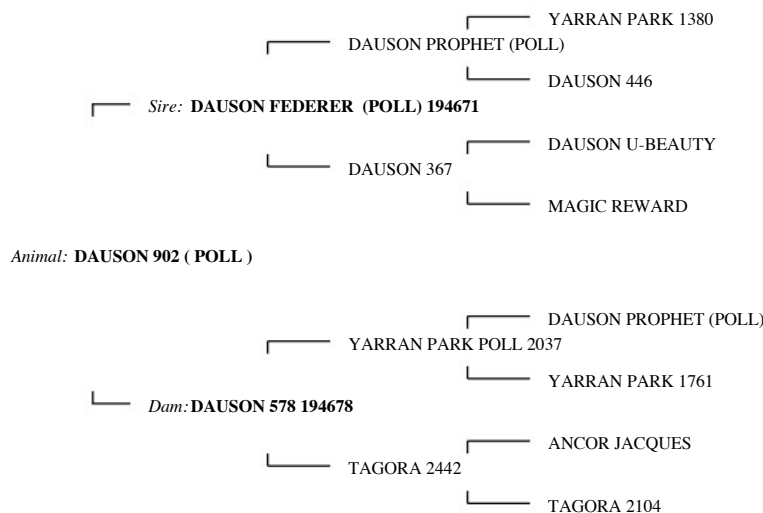 YARRAN PARK 1380
DAUSON PROPHET (POLL)
DAUSON 446
Sire: DAUSON FEDERER (POLL) 194671
DAUSON U-BEAUTY
DAUSON 367
MAGIC REWARD
Animal: DAUSON 902 ( POLL )
DAUSON PROPHET (POLL)
YARRAN PARK POLL 2037
YARRAN PARK 1761
Dam: DAUSON 578 194678
ANCOR JACQUES
TAGORA 2442
TAGORA 2104